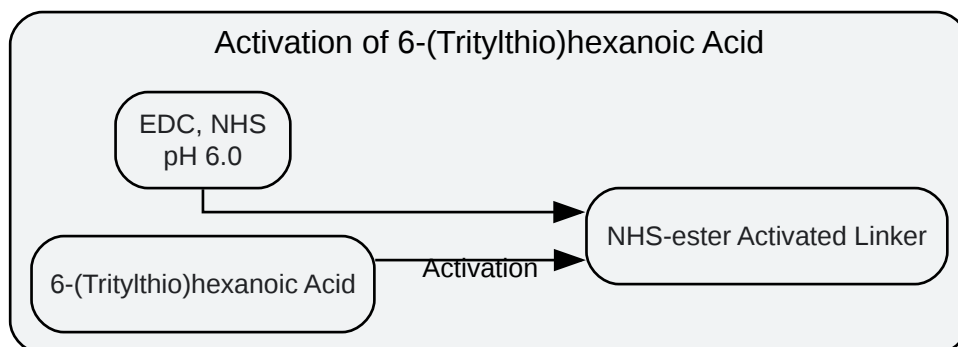 Activation of 6-(Tritylthio)hexanoic Acid
EDC, NHS
pH 6.0
NHS-ester Activated Linker
6-(Tritylthio)hexanoic Acid
Activation